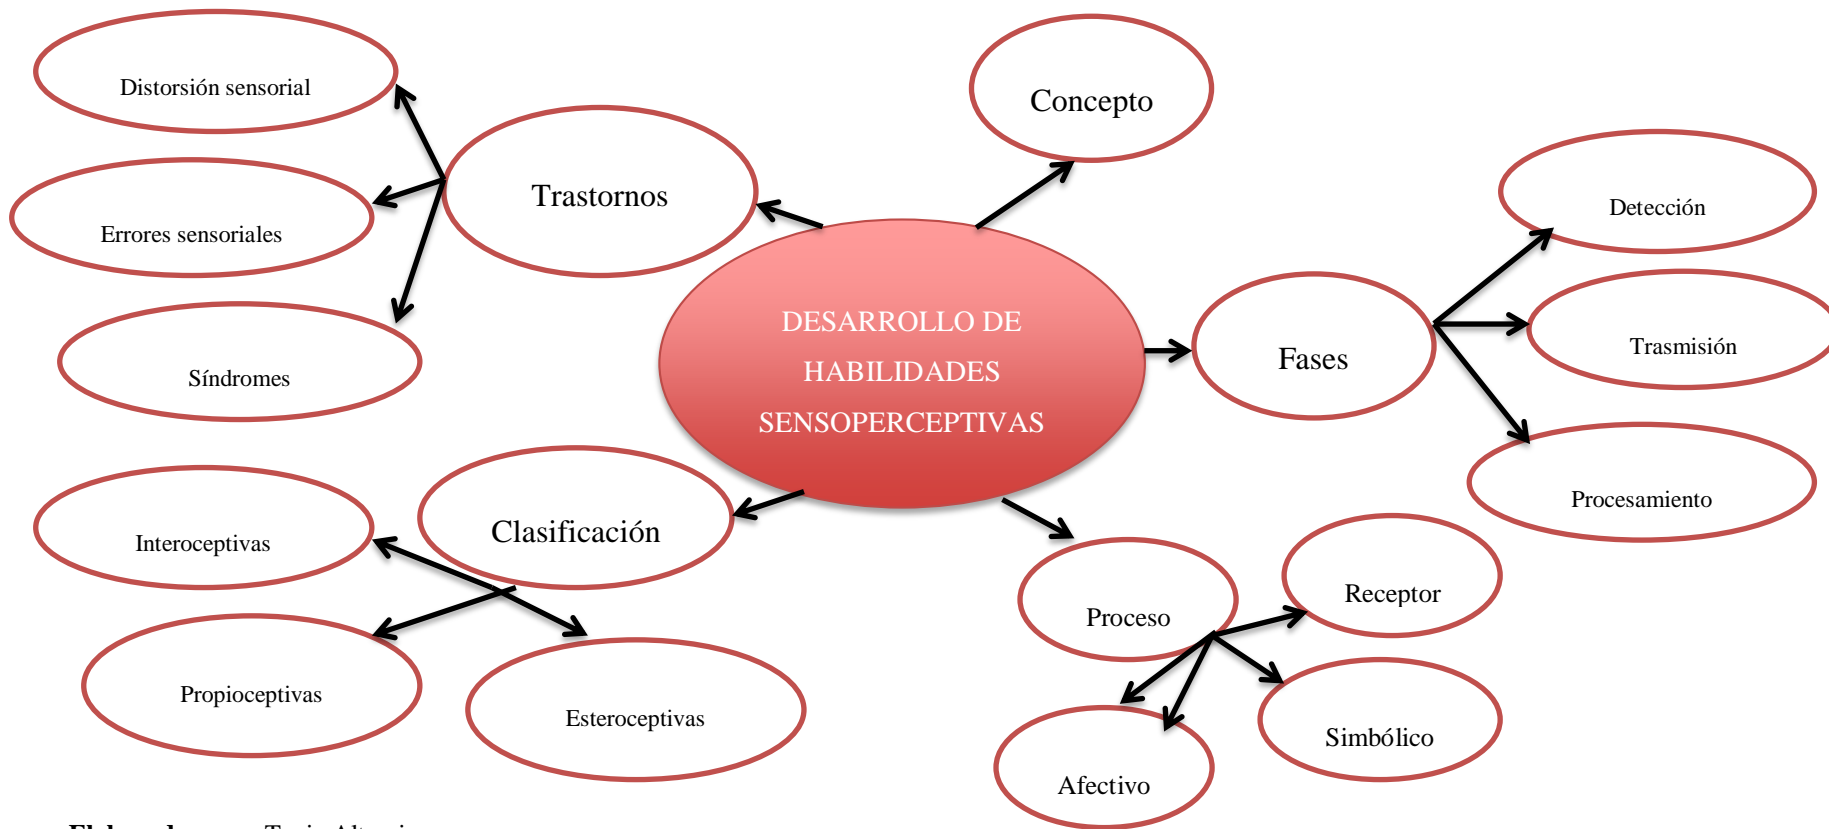 Distorsión sensorial
Errores sensoriales
Síndromes
Trastornos
Concepto
Detección
Trasmisión
Procesamiento
Fases
DESARROLLO DE
HABILIDADES
SENSOPERCEPTIVAS
Clasificación
Interoceptivas
Propioceptivas
Esteroceptivas
Proceso
Receptor
Simbólico
Afectivo